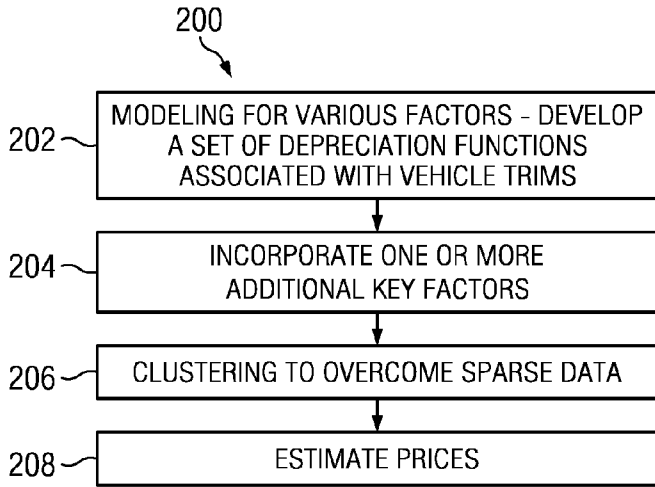 200
202
MODELING FOR VARIOUS FACTORS - DEVELOP
A SET OF DEPRECIATION FUNCTIONS
ASSOCIATED WITH VEHICLE TRIMS
204
INCORPORATE ONE OR MORE
ADDITIONAL KEY FACTORS
206
CLUSTERING TO OVERCOME SPARSE DATA
208
ESTIMATE PRICES